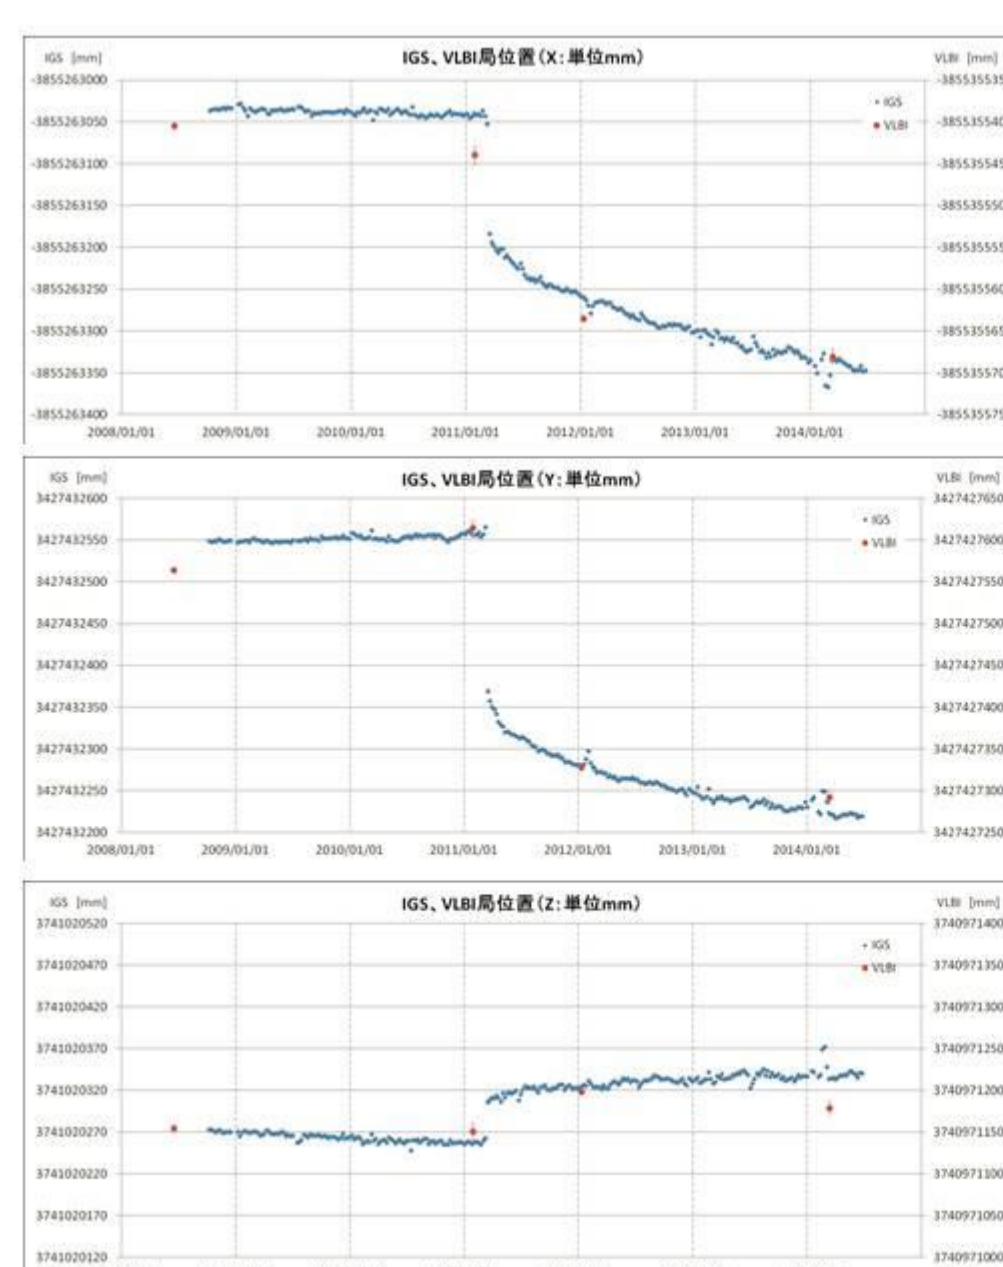 IGS [mm]
IGS、VLBI局位置(X:単位mm)
VLBI [mm]
-3855263000
-3855263050
-3855263100
-3855263150
-3855263200
-3855263250
-3855263300
-3855263350
-3855263400
IGS
VLBI
2008/01/01 2009/01/01 2010/01/01 2011/01/01 2012/01/01 2013/01/01 2014/01/01
IGS [mm]
IGS、VLBI局位置(Y:単位mm)
VLBI [mm]
3427432600
3427432550
3427432500
3427432450
3427432400
3427432350
3427432300
3427432250
3427432200
IGS
VLBI
3427427650
3427427600
3427427550
3427427500
3427427450
3427427400
3427427350
3427427300
3427427250
2008/01/01 2009/01/01 2010/01/01 2011/01/01 2012/01/01 2013/01/01 2014/01/01
IGS [mm]
IGS、VLBI局位置(Z:単位mm)
VLBI [mm]
3741020520
3741020470
3741020420
3741020370
3741020320
3741020270
3741020220
3741020170
3741020120
IGS
VLBI
3740971400
3740971350
3740971300
3740971250
3740971200
3740971150
3740971100
3740971050
3740971000